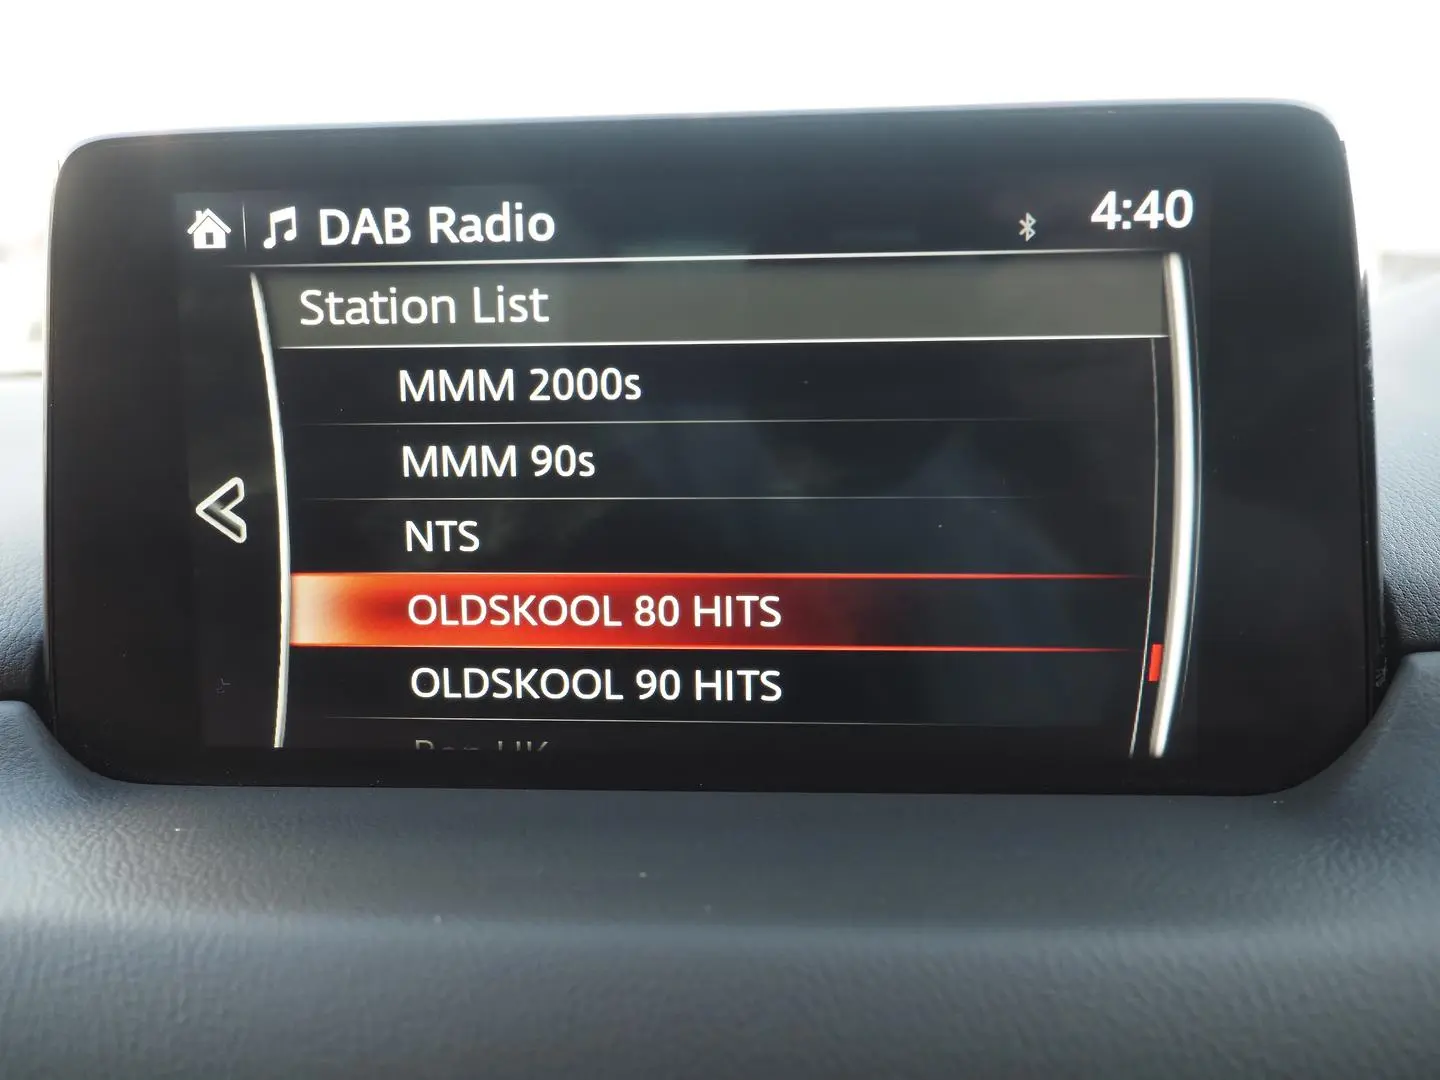 DAB Radio
4:40
Station List
MMM 2000s
MMM 90s
NTS
OLDSKOOL 80 HITS
OLDSKOOL 90 HITS